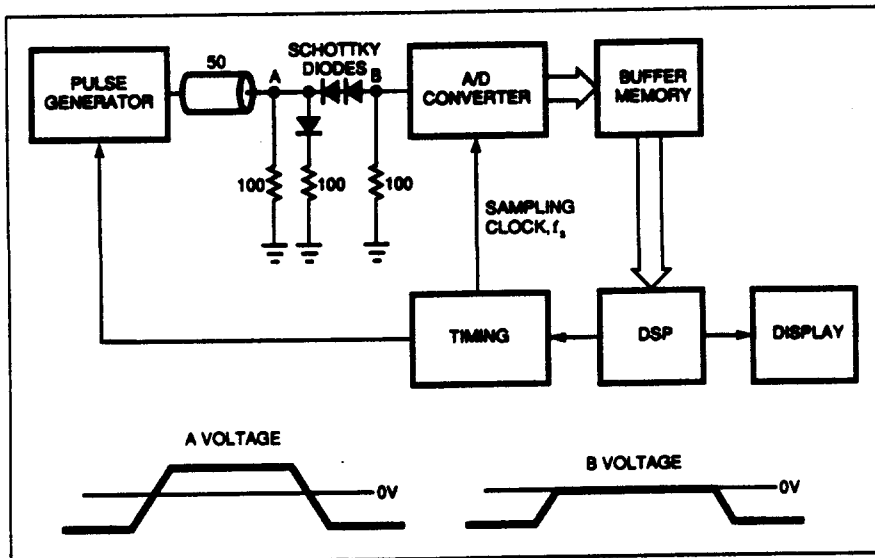 50
SCHOTTKY
DIODES
PULSE
GENERATOR
A
B
A/D
CONVERTER
BUFFER
MEMORY
100
100
100
SAMPLING
CLOCK, fs
TIMING
DSP
DISPLAY
A VOLTAGE
0V
B VOLTAGE
0V